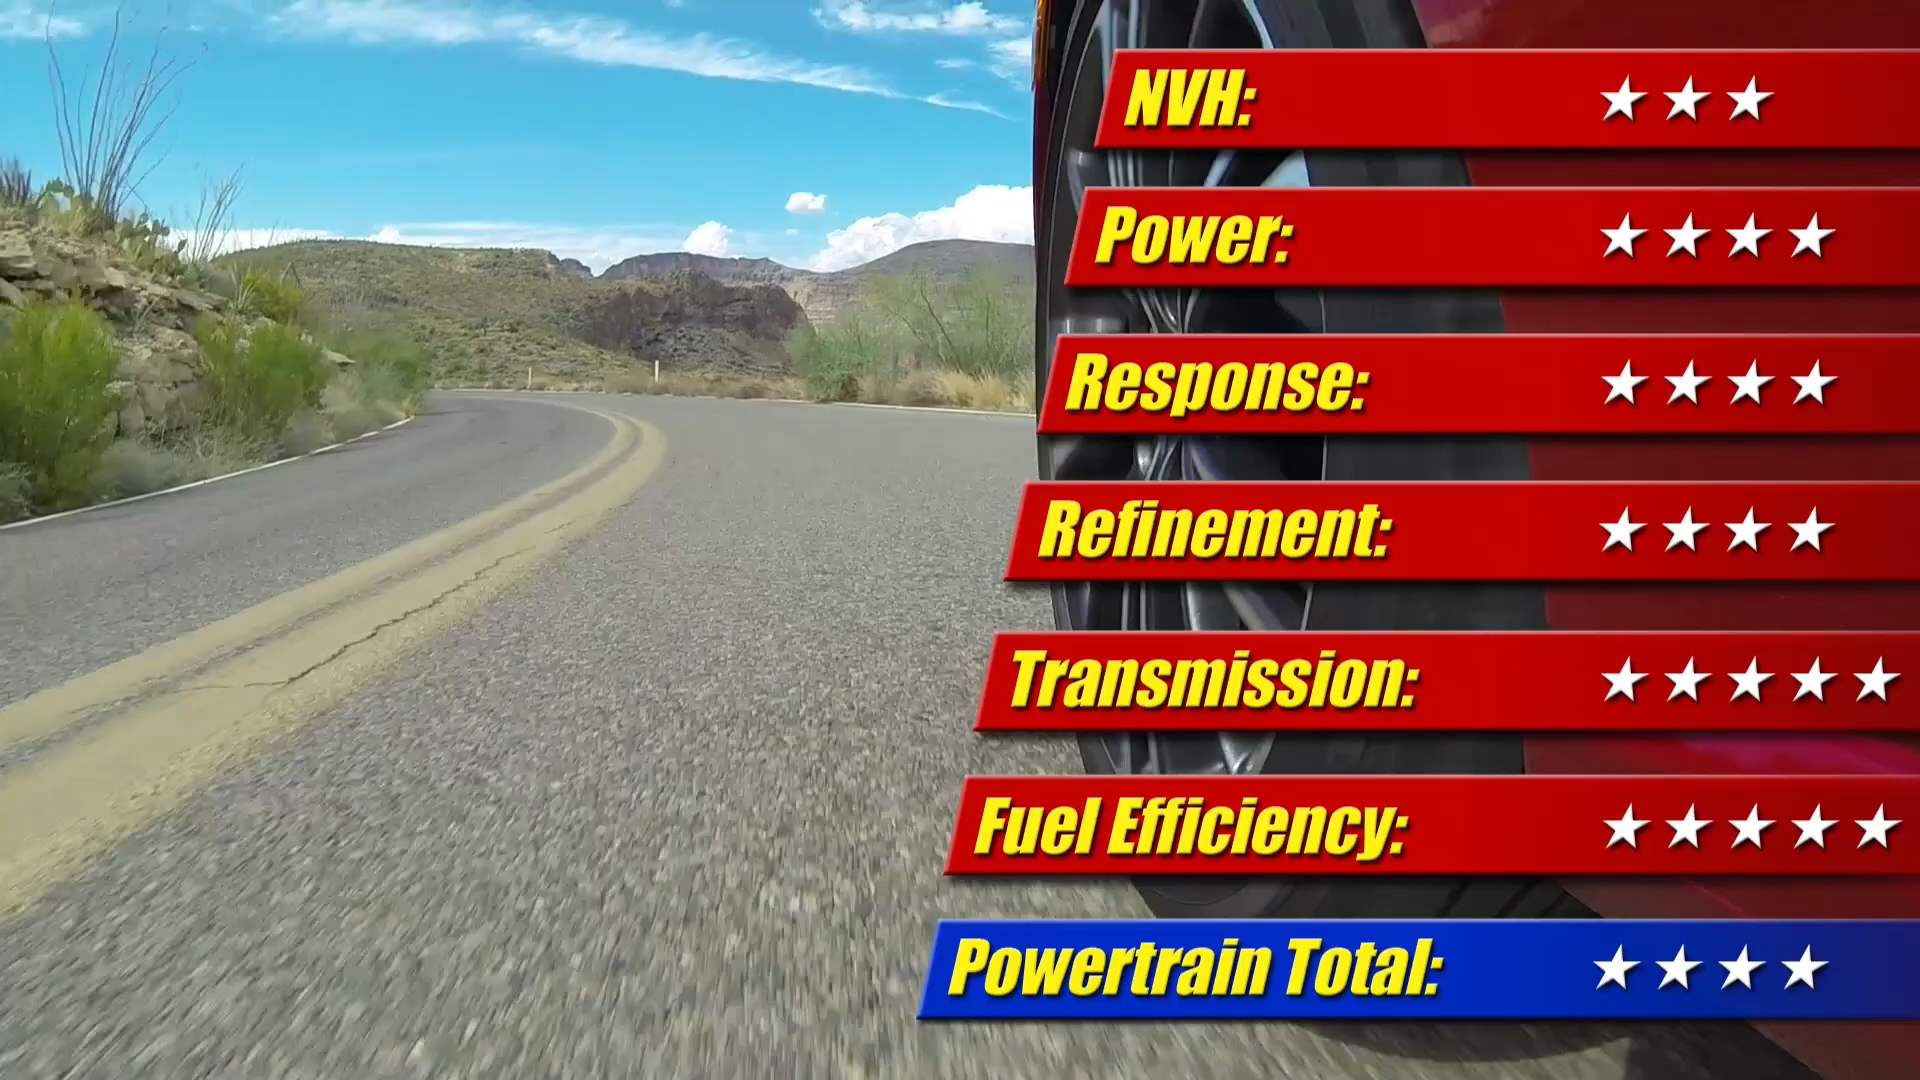 NVH: ★ ★ ★
Power: ★ ★ ★ ★
Response: ★ ★ ★ ★
Refinement: ★ ★ ★ ★
Transmission: ★ ★ ★ ★ ★
Fuel Efficiency: ★ ★ ★ ★ ★
Powertrain Total: ★ ★ ★ ★